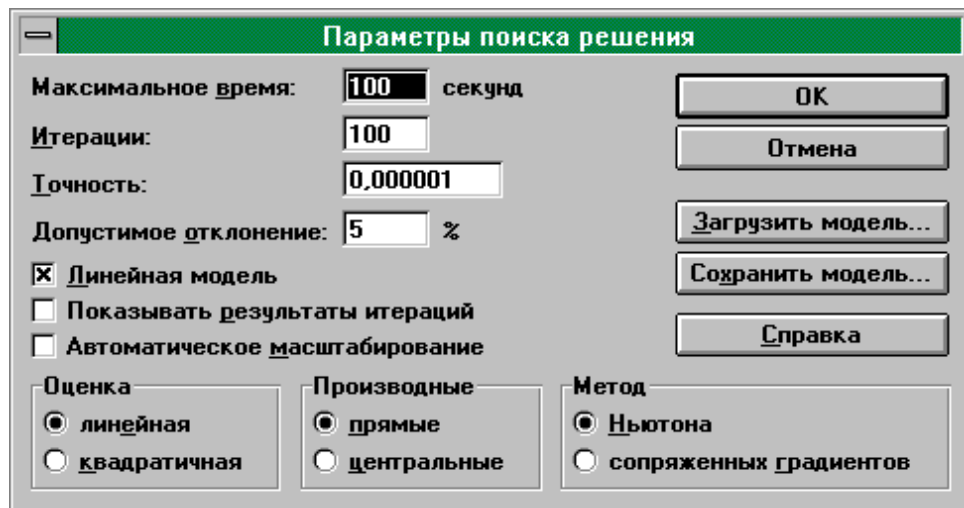 Параметры поиска решения
Максимальное время: 100 секунд
Итерации: 100
Точность: 0,000001
Допустимое отклонение: 5 %
Линейная модель
Показывать результаты итераций
Автоматическое масштабирование
OK
Отмена
Загрузить модель...
Сохранить модель...
Справка
Оценка
линейная
квадратичная
Производные
прямые
центральные
Метод
Ньютона
сопряженных градиентов